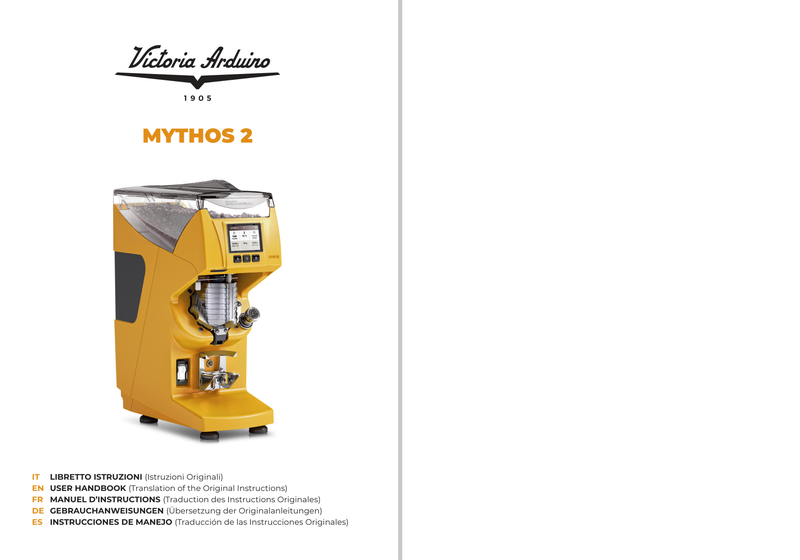 Victoria Arduino
1905
MYTHOS 2
IT LIBRETTO ISTRUZIONI (Istruzioni Originali)
EN USER HANDBOOK (Translation of the Original Instructions)
FR MANUEL D’INSTRUCTIONS (Traduction des Instructions Originales)
DE GEBRAUCHANWEISUNGEN (Übersetzung der Originalanleitungen)
ES INSTRUCCIONES DE MANEJO (Traducción de las Instrucciones Originales)